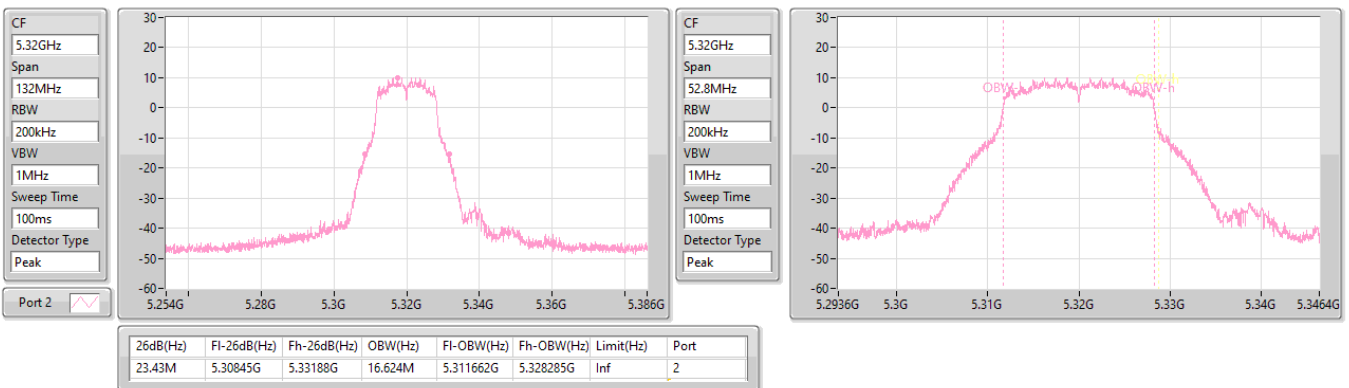 CF
5.32GHz
Span
132MHz
RBW
200kHz
VBW
1MHz
Sweep Time
100ms
Detector Type
Peak
Port 2
30
20
10
0
-10
-20
-30
-40
-50
-60
5.254G 5.28G 5.3G 5.32G 5.34G 5.36G 5.386G
CF
5.32GHz
Span
52.8MHz
RBW
200kHz
VBW
1MHz
Sweep Time
100ms
Detector Type
Peak
30
20
10
0
-10
-20
-30
-40
-50
-60
OBW-l OBW-h
5.2936G 5.3G 5.31G 5.32G 5.33G 5.34G 5.3464G
26dB(Hz) Fl-26dB(Hz) Fh-26dB(Hz) OBW(Hz) Fl-OBW(Hz) Fh-OBW(Hz) Limit(Hz) Port
23.43M 5.30845G 5.33188G 16.624M 5.311662G 5.328285G Inf 2